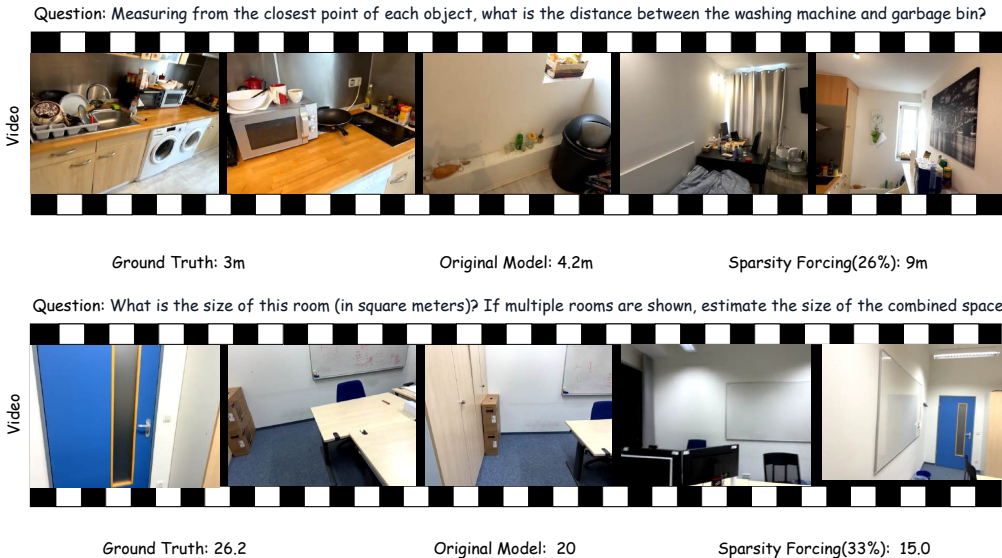 Question: Measuring from the closest point of each object, what is the distance between the washing machine and garbage bin?
Video
Ground Truth: 3m Original Model: 4.2m Sparsity Forcing(26%): 9m
Question: What is the size of this room (in square meters)? If multiple rooms are shown, estimate the size of the combined space
Video
Ground Truth: 26.2 Original Model: 20 Sparsity Forcing(33%): 15.0